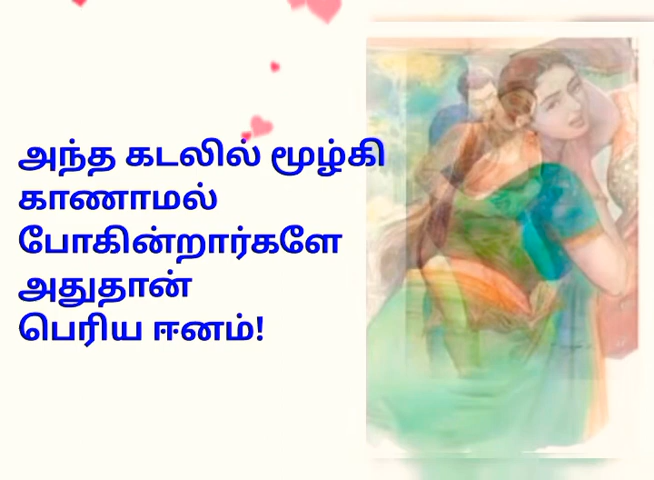 அந்த கடலில் மூழ்கி
காணாமல்
போகின்றார்களே
அதுதான்
பெரிய ஈனம்!